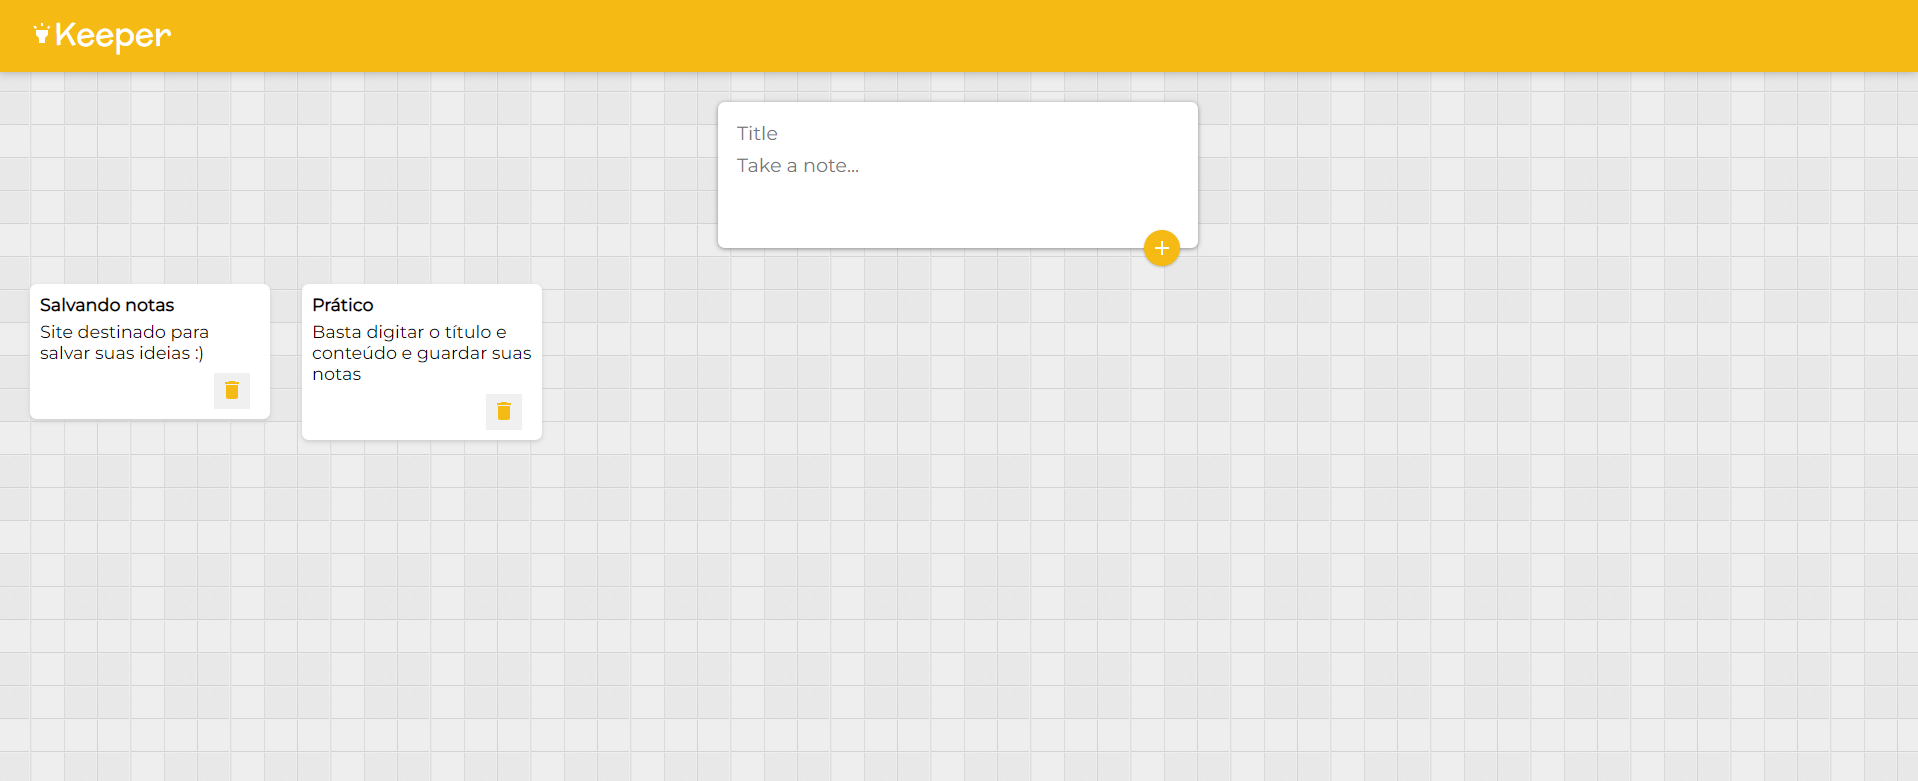 Keeper
Title
Take a note...
Salvando notas
Site destinado para
salvar suas ideias :)
Prático
Basta digitar o título e
conteúdo e guardar suas
notas